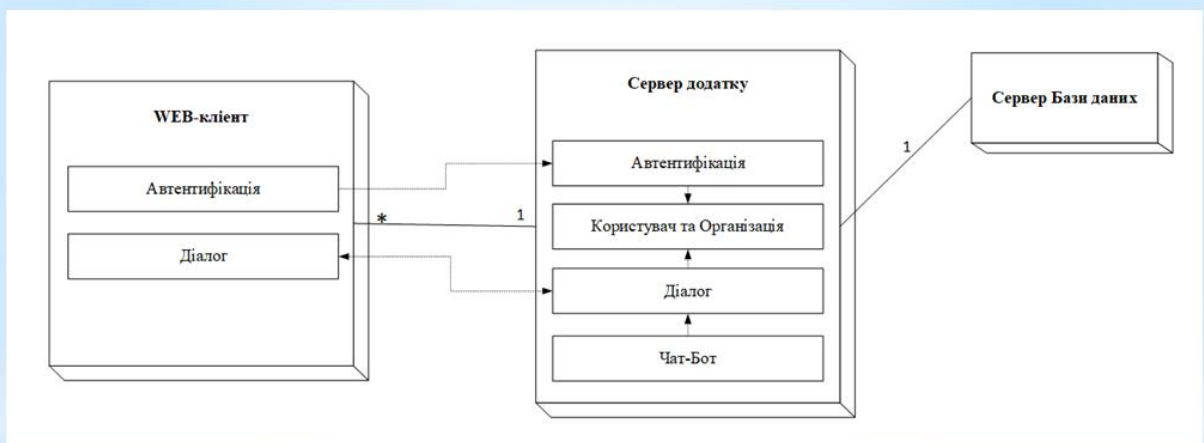 WEB-клієнт
Автентифікація
Діалог
*
1
Сервер додатку
Автентифікація
Користувач та Організація
Діалог
Чат-Бот
1
Сервер Бази даних